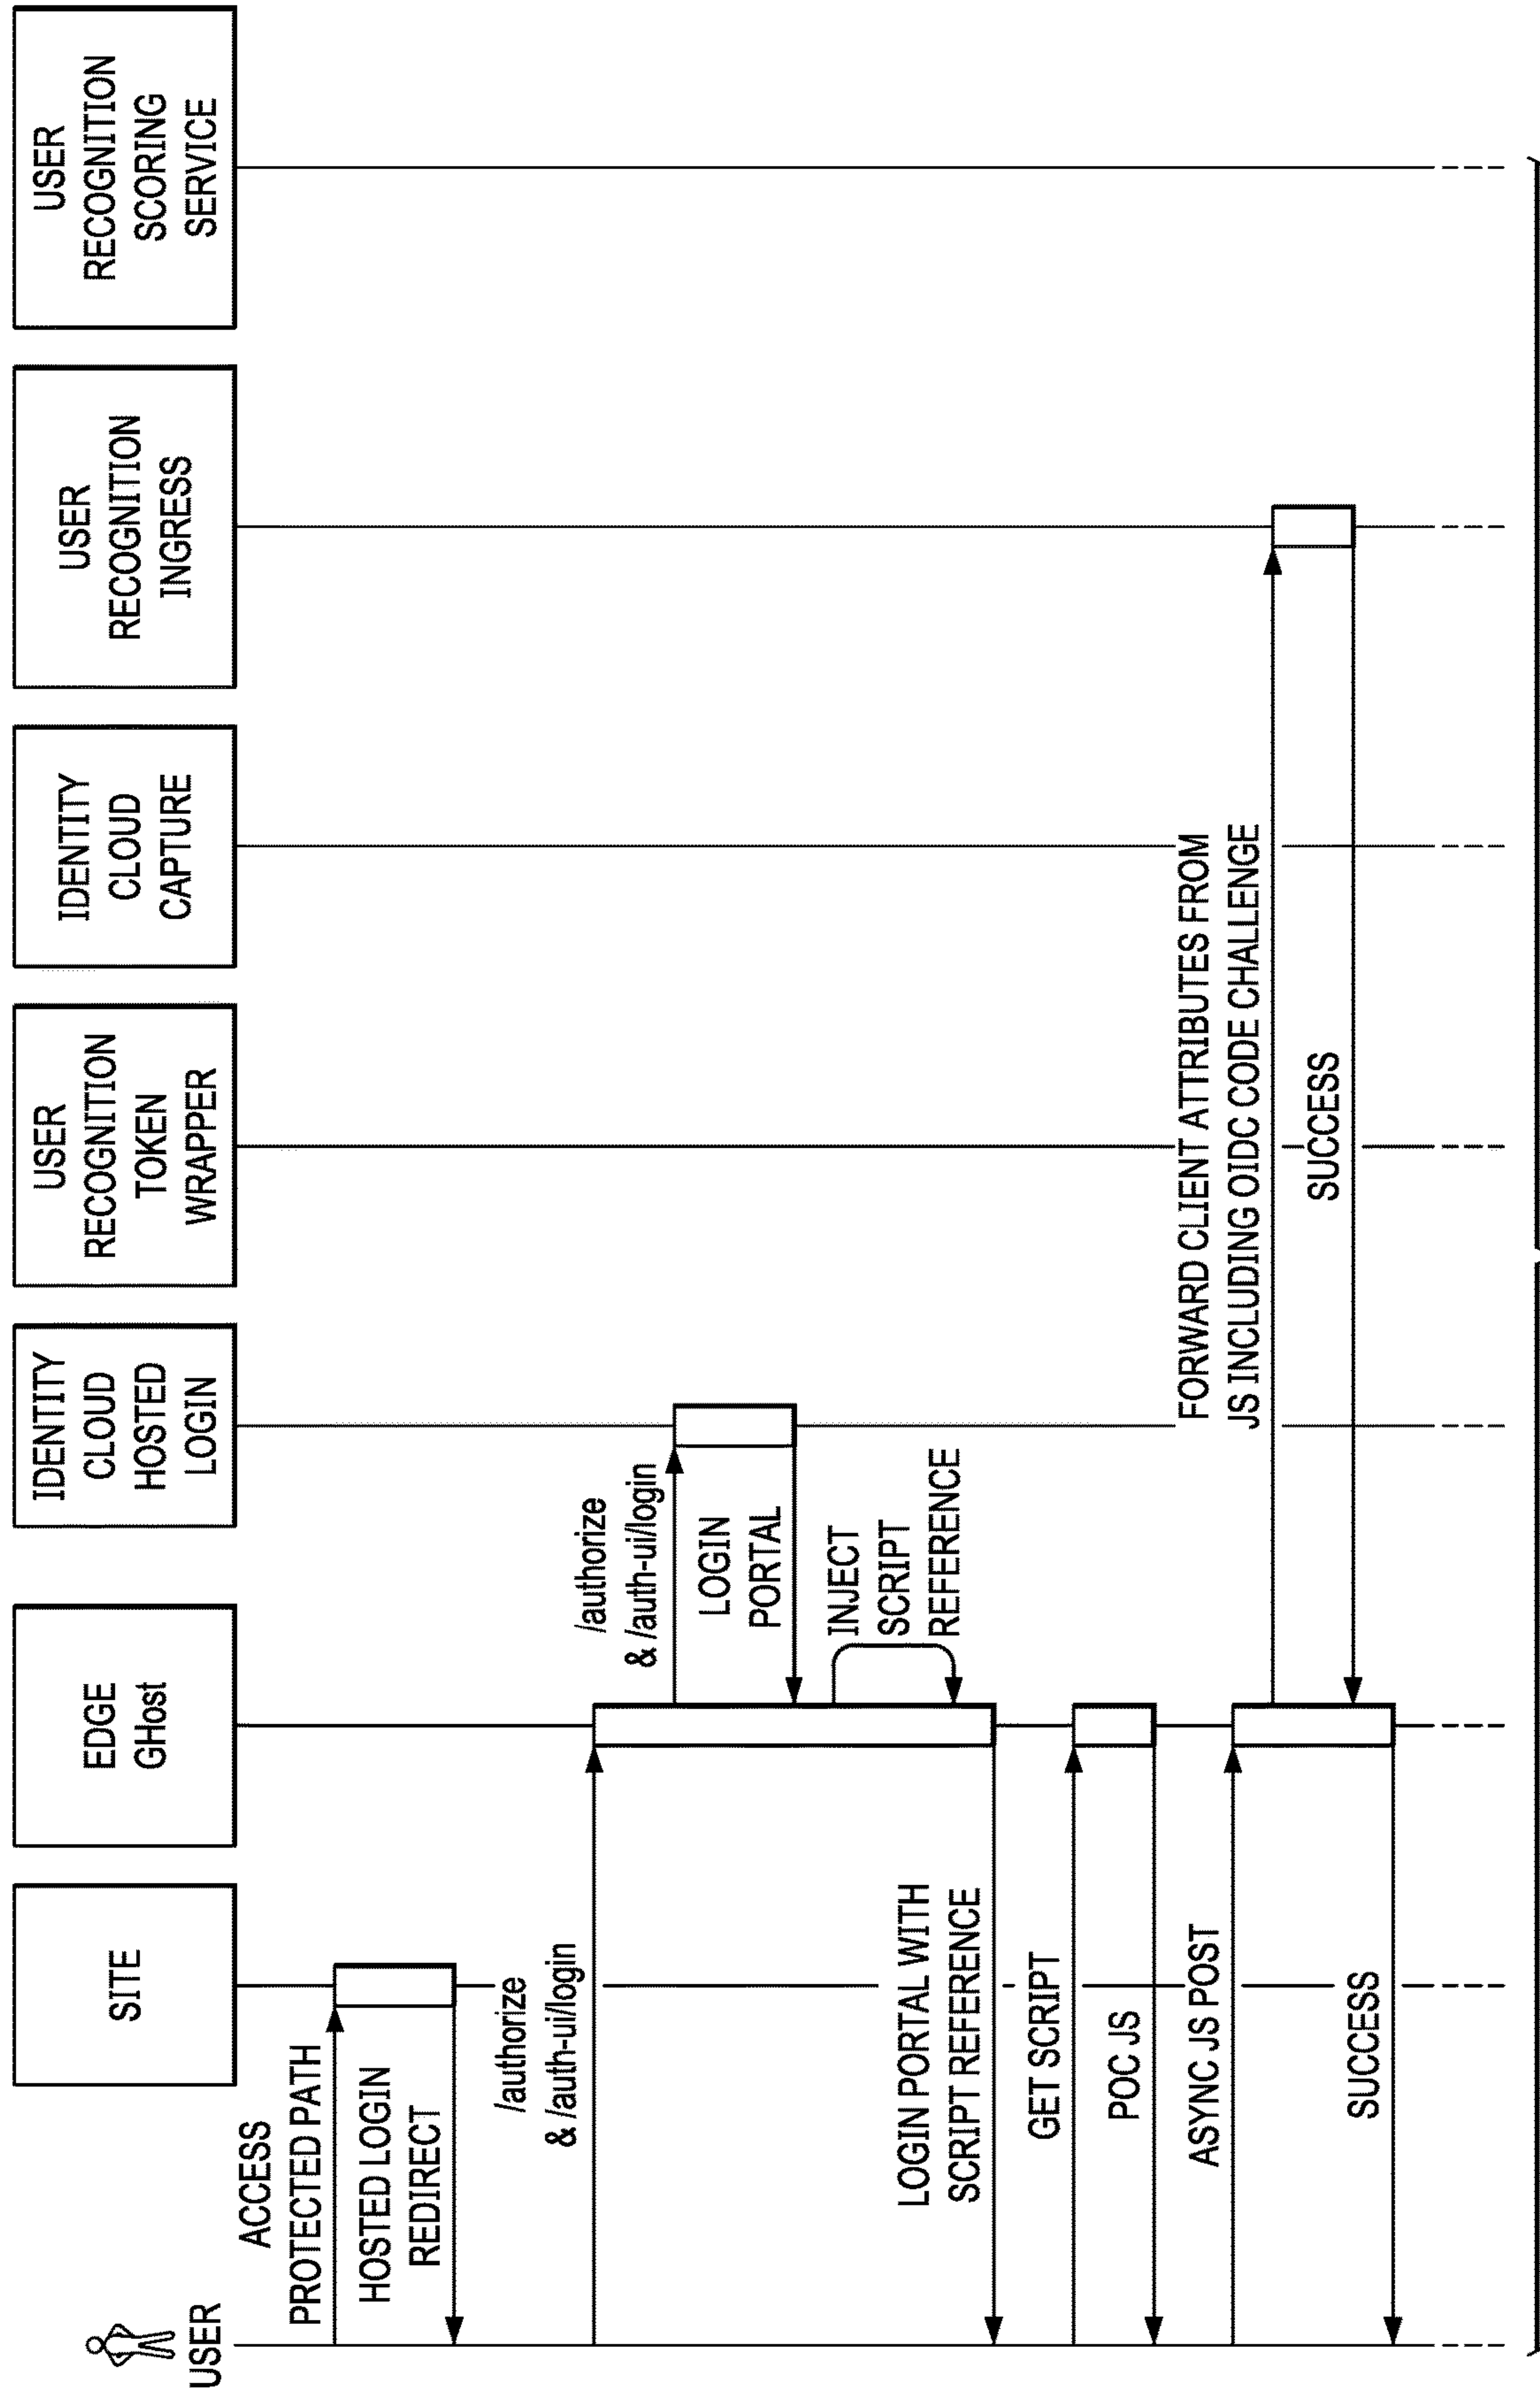 USER
SITE
EDGE
GHost
IDENTITY
CLOUD
HOSTED
LOGIN
USER
RECOGNITION
TOKEN
WRAPPER
IDENTITY
CLOUD
CAPTURE
USER
RECOGNITION
INGRESS
USER
RECOGNITION
SCORING
SERVICE
ACCESS
PROTECTED PATH
HOSTED LOGIN
REDIRECT
/authorize
& /auth-ui/login
/authorize
& /auth-ui/login
LOGIN
PORTAL
INJECT
SCRIPT
REFERENCE
LOGIN PORTAL WITH
SCRIPT REFERENCE
GET SCRIPT
POC JS
ASYNC JS POST
FORWARD CLIENT ATTRIBUTES FROM
JS INCLUDING OIDC CODE CHALLENGE
SUCCESS
SUCCESS